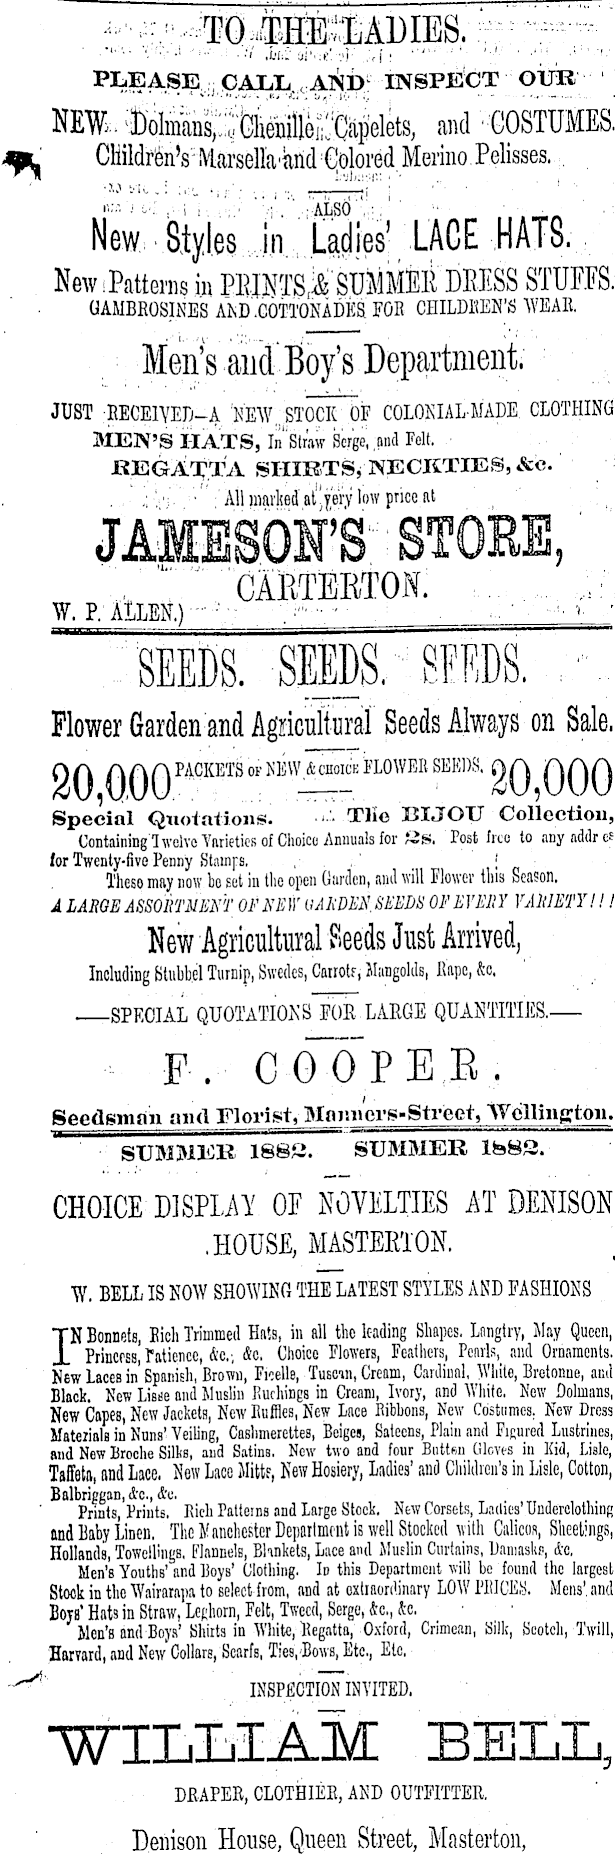 TO THE LADIES.
PLEASE CALL AND INSPECT OUR
NEW Dolmans, Chenille, Capelets, and COSTUMES.
Children's Marsella and Colored Merino Pelisses.
ALSO
New Styles in Ladies' LACE HATS.
New Patterns in PRINTS & SUMMER DRESS STUFFS.
GAMBROSINES AND COTTONADES FOR CHILDREN'S WEAR.
Men's and Boy's Department.
JUST RECEIVED—A NEW STOCK OF COLONIAL-MADE CLOTHING
MEN'S HATS, In Straw Serge, and Felt.
REGATTA SHIRTS, NECKTIES, &c.
All marked at very low price at
JAMESON'S STORE,
CARTERTON.
W. P. ALLEN.)
SEEDS. SEEDS. SEEDS.
Flower Garden and Agricultural Seeds Always on Sale.
20,000 PACKETS OF NEW & CHOICE FLOWER SEEDS. 20,000
Special Quotations. The BIJOU Collection,
Containing Twelve Varieties of Choice Annuals for 2s. Post free to any addres
for Twenty-five Penny Stamps.
These may now be set in the open Garden, and will Flower this Season.
A LARGE ASSORTMENT OF NEW GARDEN SEEDS OF EVERY VARIETY!!!
New Agricultural Seeds Just Arrived,
Including Stubbel Turnip, Swedes, Carrots, Mangolds, Rape, &c.
—SPECIAL QUOTATIONS FOR LARGE QUANTITIES.—
F. COOPER.
Seedsman and Florist, Manners-Street, Wellington.
SUMMER 1882. SUMMER 1882.
CHOICE DISPLAY OF NOVELTIES AT DENISON
HOUSE, MASTERTON.
W. BELL IS NOW SHOWING THE LATEST STYLES AND FASHIONS
IN Bonnets, Rich Trimmed Hats, in all the leading Shapes. Langtry, May Queen,
Princess, Patience, &c., &c. Choice Flowers, Feathers, Pearls, and Ornaments.
New Laces in Spanish, Brown, Ficelle, Tuscan, Cream, Cardinal, White, Bretonne, and
Black. New Lisse and Muslin Ruchings in Cream, Ivory, and White. New Dolmans,
New Capes, New Jackets, New Ruffles, New Lace Ribbons, New Costumes. New Dress
Materials in Nuns' Veiling, Cashmerettes, Beiges, Sateens, Plain and Figured Lustrines,
and New Broche Silks, and Satins. New two and four Button Gloves in Kid, Lisle,
Taffeta, and Lace. New Lace Mitts, New Hosiery, Ladies' and Children's in Lisle, Cotton,
Balbriggan, &c., &c.
Prints, Prints. Rich Patterns and Large Stock. New Corsets, Ladies' Underclothing
and Baby Linen. The Manchester Department is well Stocked with Calicos, Sheetings,
Hollands, Towellings, Flannels, Blankets, Lace and Muslin Curtains, Damasks, &c.
Men's Youths' and Boys' Clothing. In this Department will be found the largest
Stock in the Wairarapa to select from, and at extraordinary LOW PRICES. Mens' and
Boys' Hats in Straw, Leghorn, Felt, Tweed, Serge, &c., &c.
Men's and Boys' Shirts in White, Regatta, Oxford, Crimean, Silk, Scotch, Twill,
Harvard, and New Collars, Scarfs, Ties, Bows, Etc., Etc.
INSPECTION INVITED.
WILLIAM BELL,
DRAPER, CLOTHIER, AND OUTFITTER.
Denison House, Queen Street, Masterton,